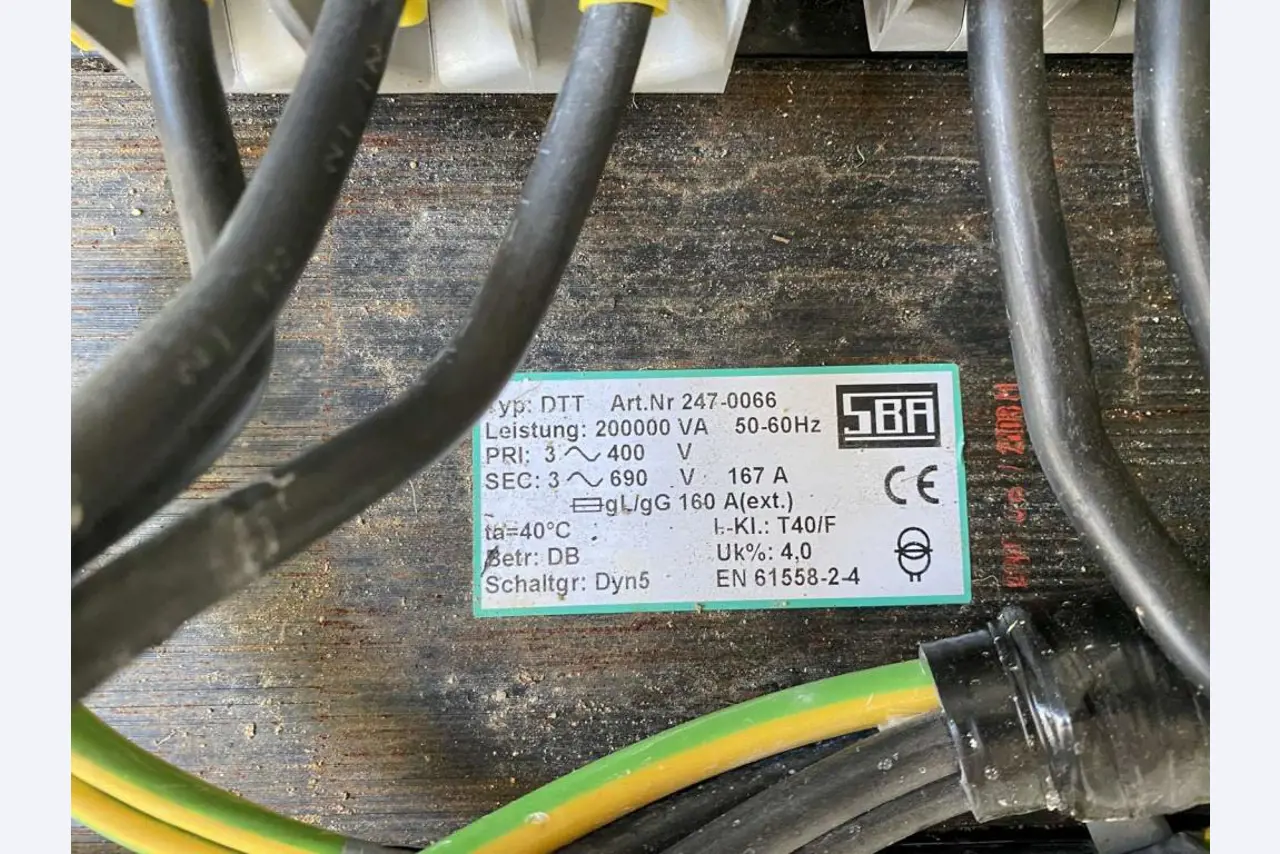 Typ: DTT Art.Nr 247-0066
SBA
Leistung: 200000 VA 50-60Hz
PRI: 3 ~ 400 V
SEC: 3 ~ 690 V 167 A
gL/gG 160 A(ext.)
CE
ta=40°C I.-Kl.: T40/F
Betr: DB Uk%: 4,0
Schaltgr: Dyn5 EN 61558-2-4